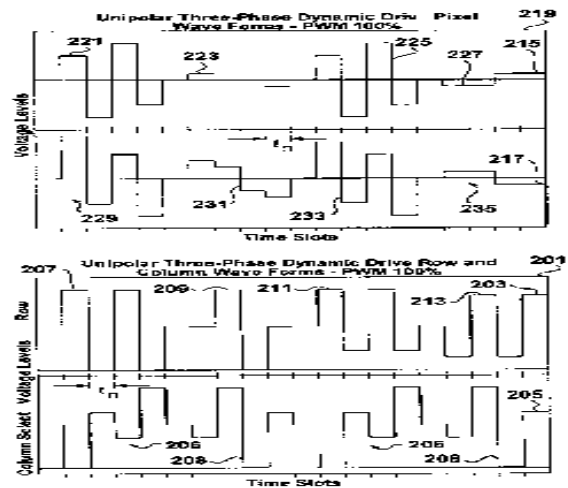 Unipolar Three-Phase Dynamic Driv Pixel
Wave Forms - PWM 100%
219
221
223
225
227
215
Voltage Levels
229
231
233
235
217
Time Slots
Unipolar Three-Phase Dynamic Drive Row and
Column Wave Forms - PWM 100%
201
207
209
211
213
203
Row
Voltage Levels
Column Select
205
206
206
208
208
Time Slots